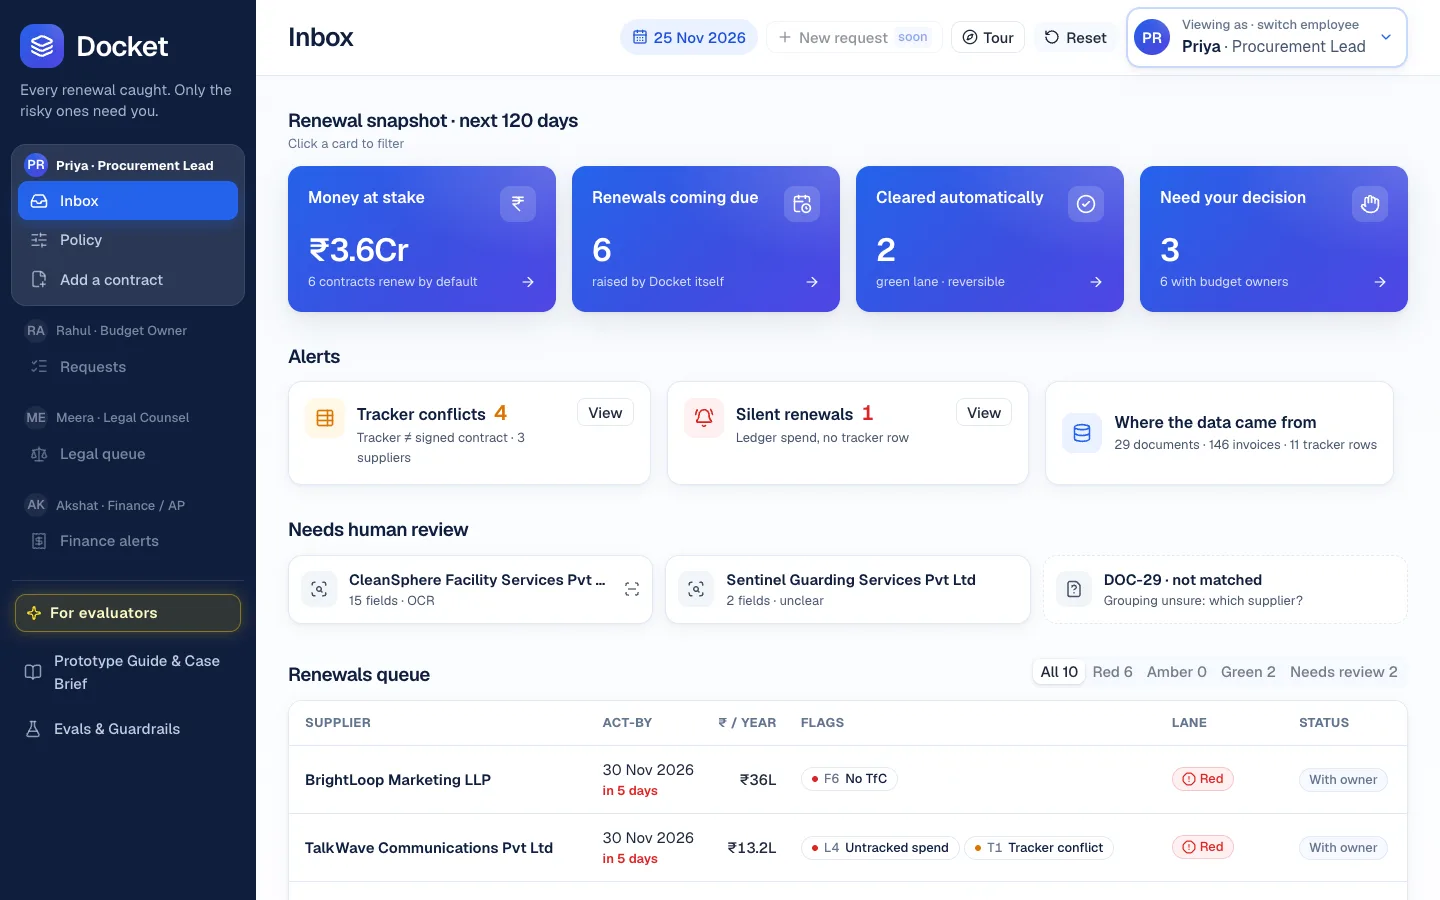 Docket
Every renewal caught. Only the
risky ones need you.
PR Priya · Procurement Lead
Inbox
Policy
Add a contract
RA Rahul · Budget Owner
Requests
ME Meera · Legal Counsel
Legal queue
AK Akshat · Finance / AP
Finance alerts
For evaluators
Prototype Guide & Case
Brief
Evals & Guardrails
Inbox
25 Nov 2026
New request soon
Tour
Reset
PR
Viewing as · switch employee
Priya · Procurement Lead
Renewal snapshot · next 120 days
Click a card to filter
Money at stake
₹
₹3.6Cr
6 contracts renew by default
Renewals coming due
6
raised by Docket itself
Cleared automatically
2
green lane · reversible
Need your decision
3
6 with budget owners
Alerts
Tracker conflicts 4
View
Tracker ≠ signed contract · 3
suppliers
Silent renewals 1
View
Ledger spend, no tracker row
Where the data came from
29 documents · 146 invoices · 11 tracker rows
Needs human review
CleanSphere Facility Services Pvt ...
15 fields · OCR
Sentinel Guarding Services Pvt Ltd
2 fields · unclear
DOC-29 · not matched
Grouping unsure: which supplier?
Renewals queue
All 10 Red 6 Amber 0 Green 2 Needs review 2
SUPPLIER ACT-BY ₹ / YEAR FLAGS LANE STATUS
BrightLoop Marketing LLP
30 Nov 2026
in 5 days
₹36L
F6 No TfC
Red
With owner
TalkWave Communications Pvt Ltd
30 Nov 2026
in 5 days
₹13.2L
L4 Untracked spend
T1 Tracker conflict
Red
With owner